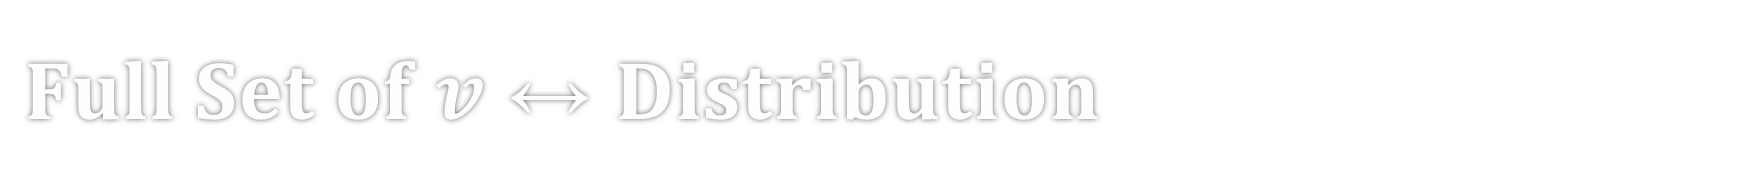 Full Set of 𝒗 ↔ Distribution